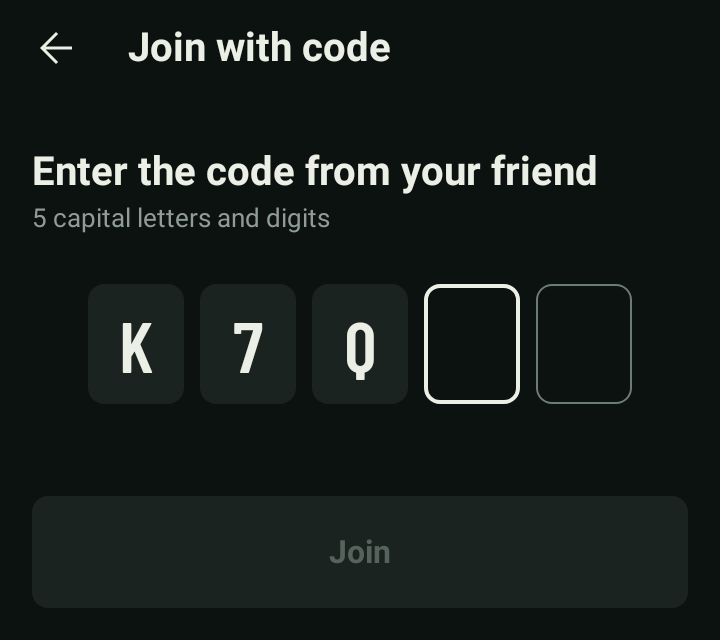 Join with code
Enter the code from your friend
5 capital letters and digits
K 7 Q
Join